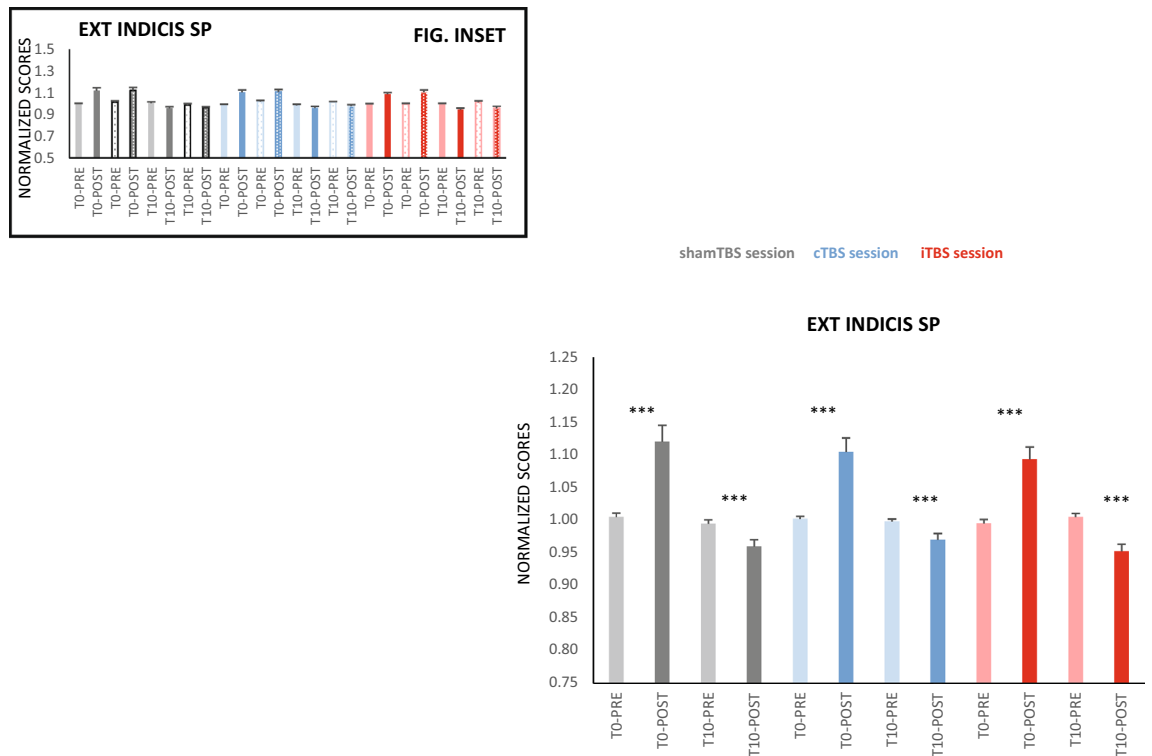 EXT INDICIS SP FIG. INSET
NORMALIZED SCORES
1.5
1.3
1.1
0.9
0.7
0.5
T0-PRE T0-POST T0-PRE T0-POST T10-PRE T10-POST T10-PRE T10-POST T0-PRE T0-POST T0-PRE T0-POST T10-PRE T10-POST T10-PRE T10-POST T0-PRE T0-POST T0-PRE T0-POST T10-PRE T10-POST T10-PRE T10-POST
shamTBS session cTBS session iTBS session
EXT INDICIS SP
NORMALIZED SCORES
1.25
1.20
1.15
1.10
1.05
1.00
0.95
0.90
0.85
0.80
0.75
*** *** ***
*** *** ***
T0-PRE T0-POST T10-PRE T10-POST T0-PRE T0-POST T10-PRE T10-POST T0-PRE T0-POST T10-PRE T10-POST